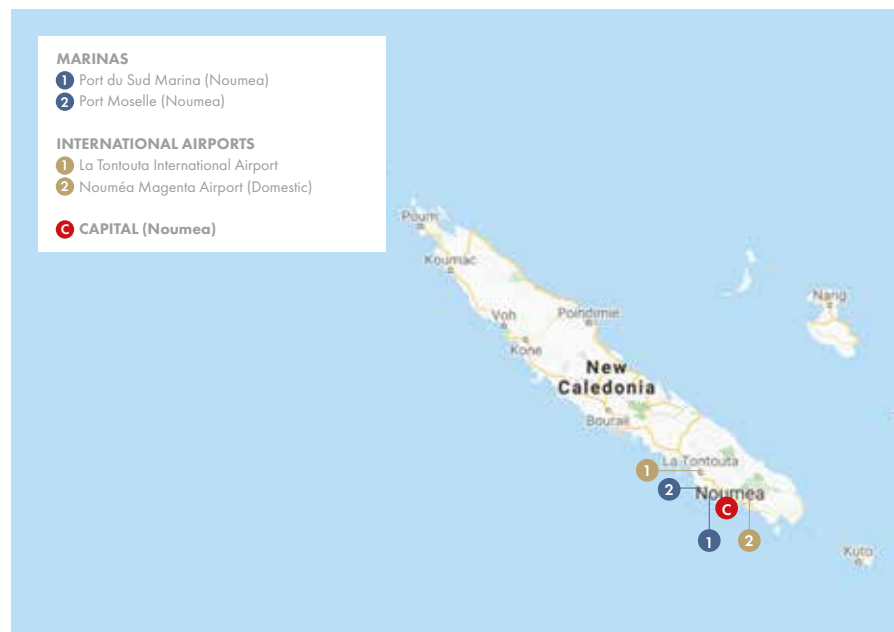 MARINAS
1 Port du Sud Marina (Noumea)
2 Port Moselle (Noumea)
INTERNATIONAL AIRPORTS
1 La Tontouta International Airport
2 Nouméa Magenta Airport (Domestic)
C CAPITAL (Noumea)
Poum
Koumac
Nang
Voh
Poindimie
Kone
New
Caledonia
Bourail
La Tontouta
1
2
Noumea
C
1
2
Kuto